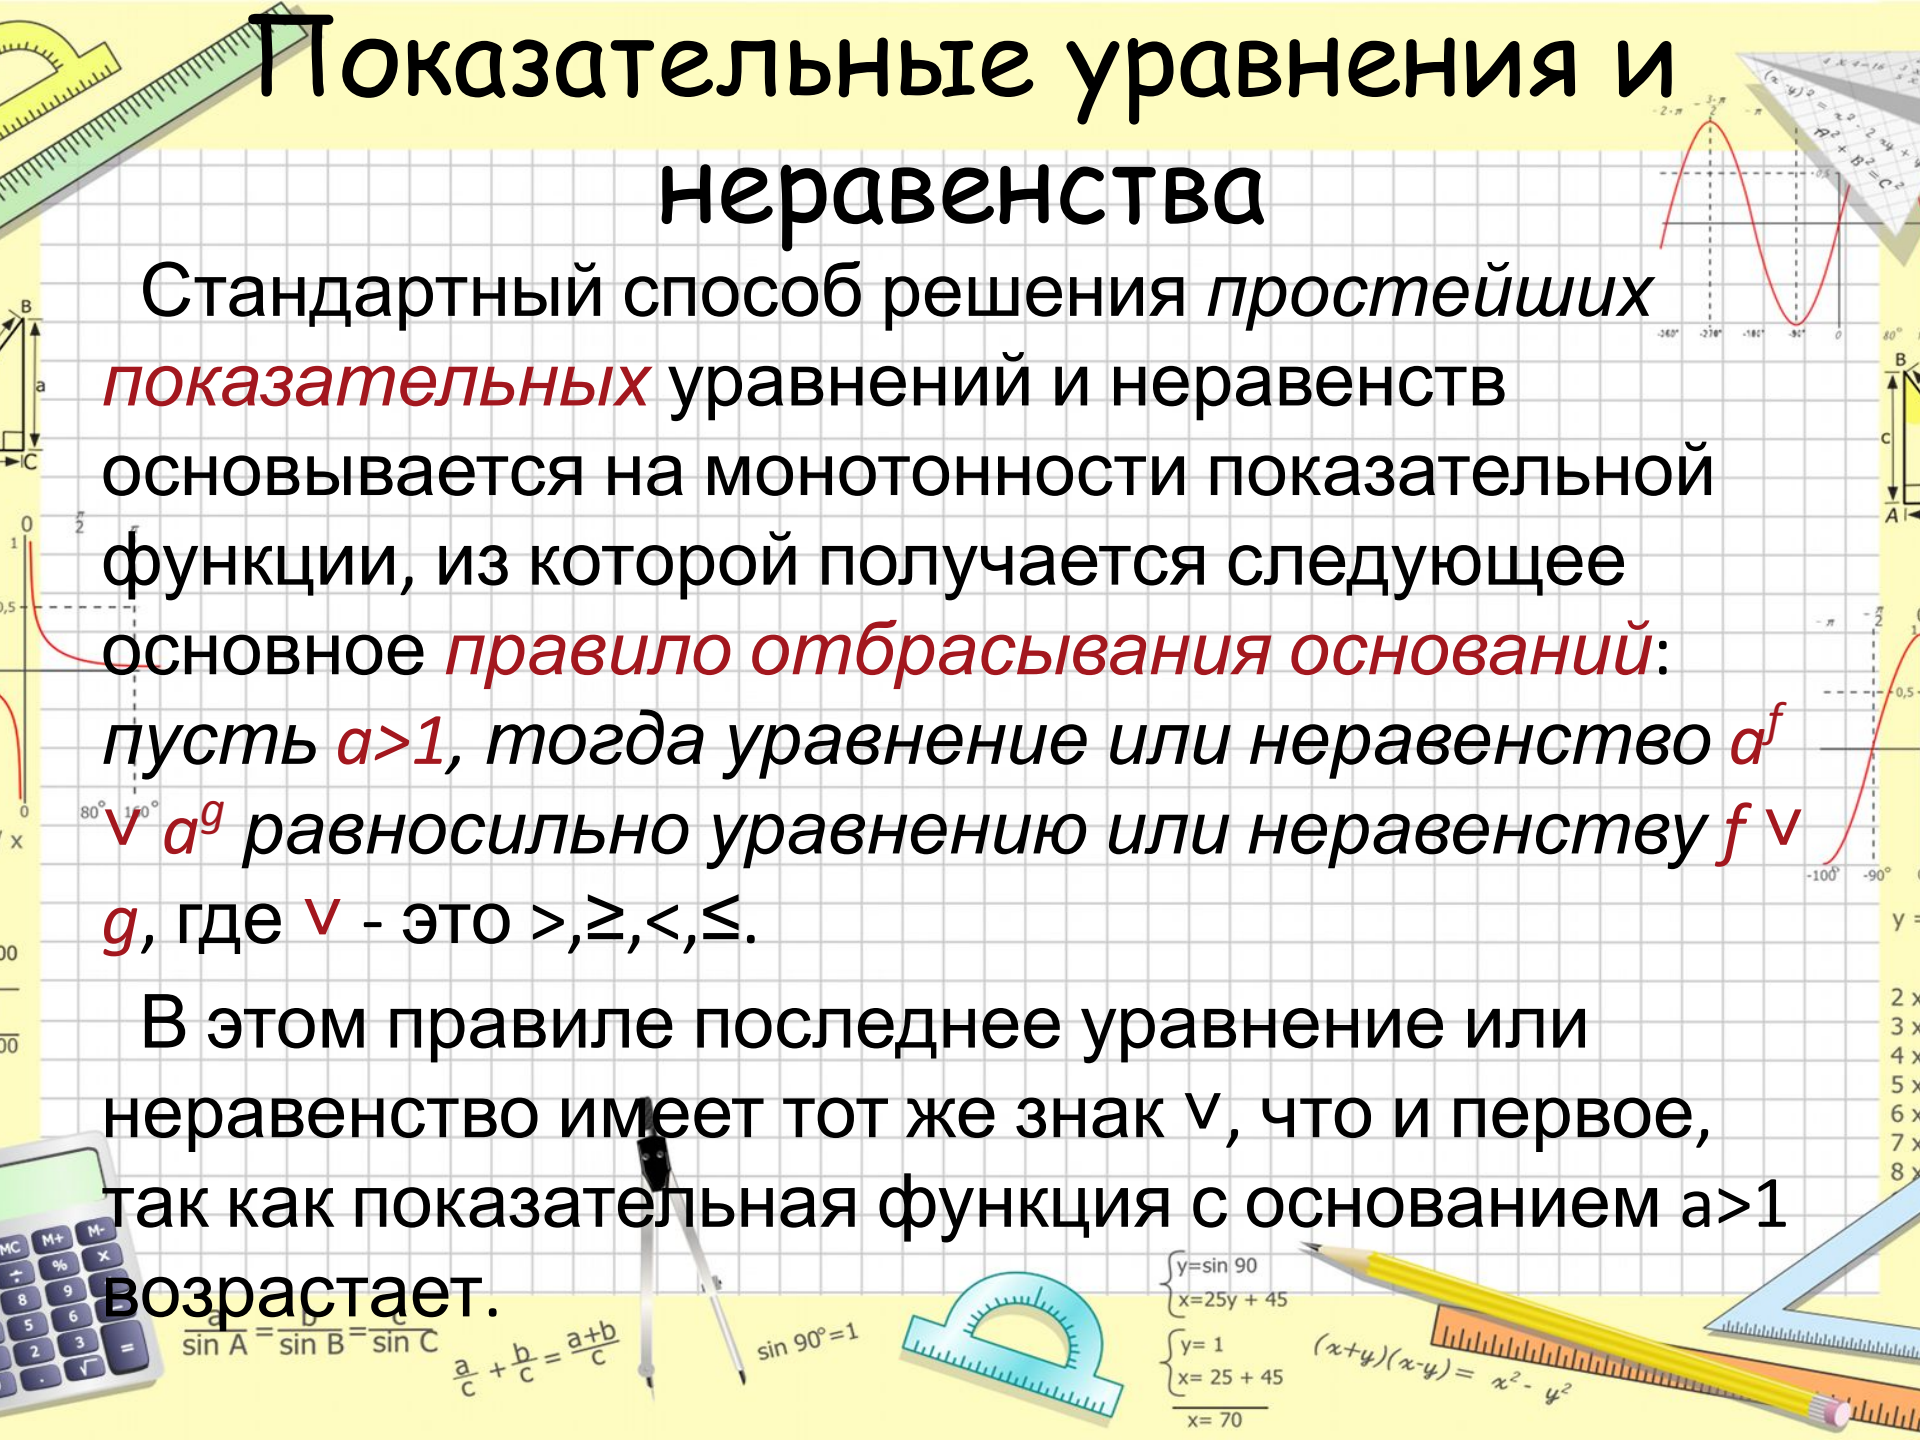 Показательные уравнения и
неравенства
Стандартный способ решения простейших
показательных уравнений и неравенств
основывается на монотонности показательной
функции, из которой получается следующее
основное правило отбрасывания оснований:
пусть a>1, тогда уравнение или неравенство a^f
˅ a^g равносильно уравнению или неравенству f ˅
g, где ˅ - это >,≥,<,≤.
В этом правиле последнее уравнение или
неравенство имеет тот же знак ˅, что и первое,
так как показательная функция с основанием a>1
возрастает.
a/sin A = b/sin B = c/sin C
a/c + b/c = a+b/c
sin 90°=1
y=sin 90
x=25y + 45
y= 1
x= 25 + 45
x= 70
(x+y)(x-y)= x²- y²